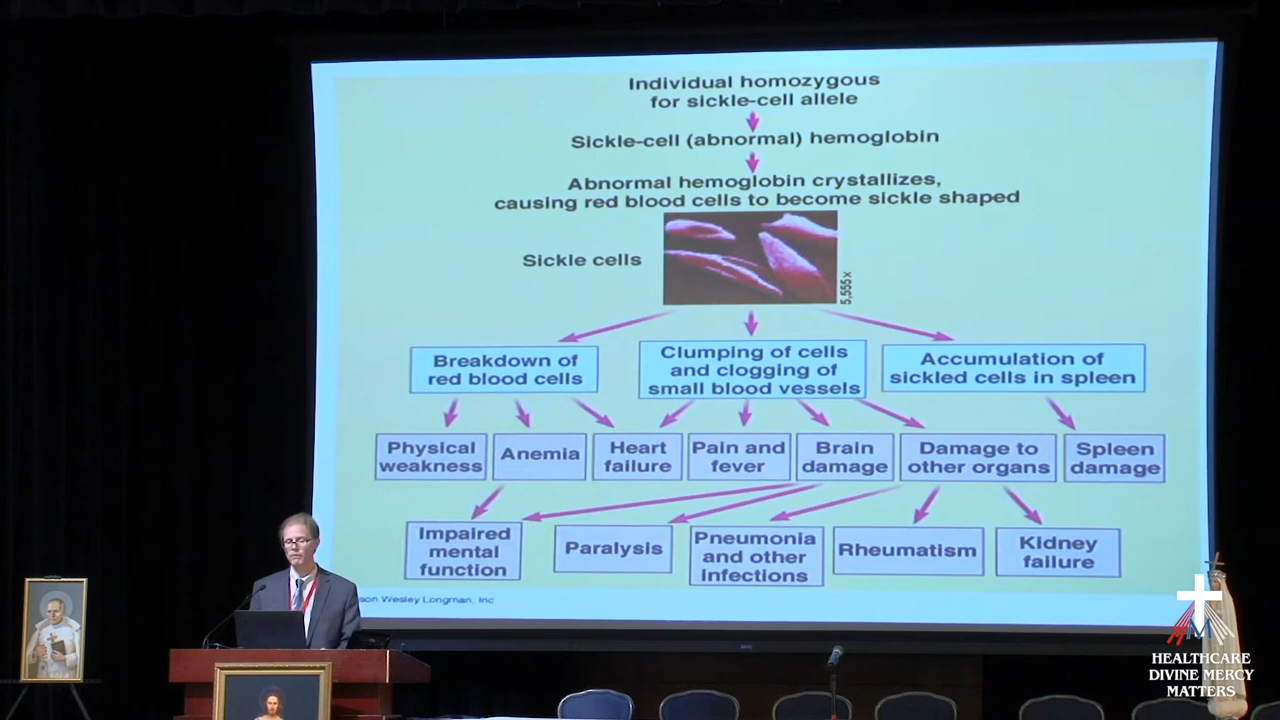 Individual homozygous
for sickle-cell allele
Sickle-cell (abnormal) hemoglobin
Abnormal hemoglobin crystallizes,
causing red blood cells to become sickle shaped
Sickle cells
5,555x
Breakdown of
red blood cells
Clumping of cells
and clogging of
small blood vessels
Accumulation of
sickled cells in spleen
Physical
weakness
Anemia
Heart
failure
Pain and
fever
Brain
damage
Damage to
other organs
Spleen
damage
Impaired
mental
function
Paralysis
Pneumonia
and other
infections
Rheumatism
Kidney
failure
Wesley Longman, Inc
HEALTHCARE
DIVINE MERCY
MATTERS